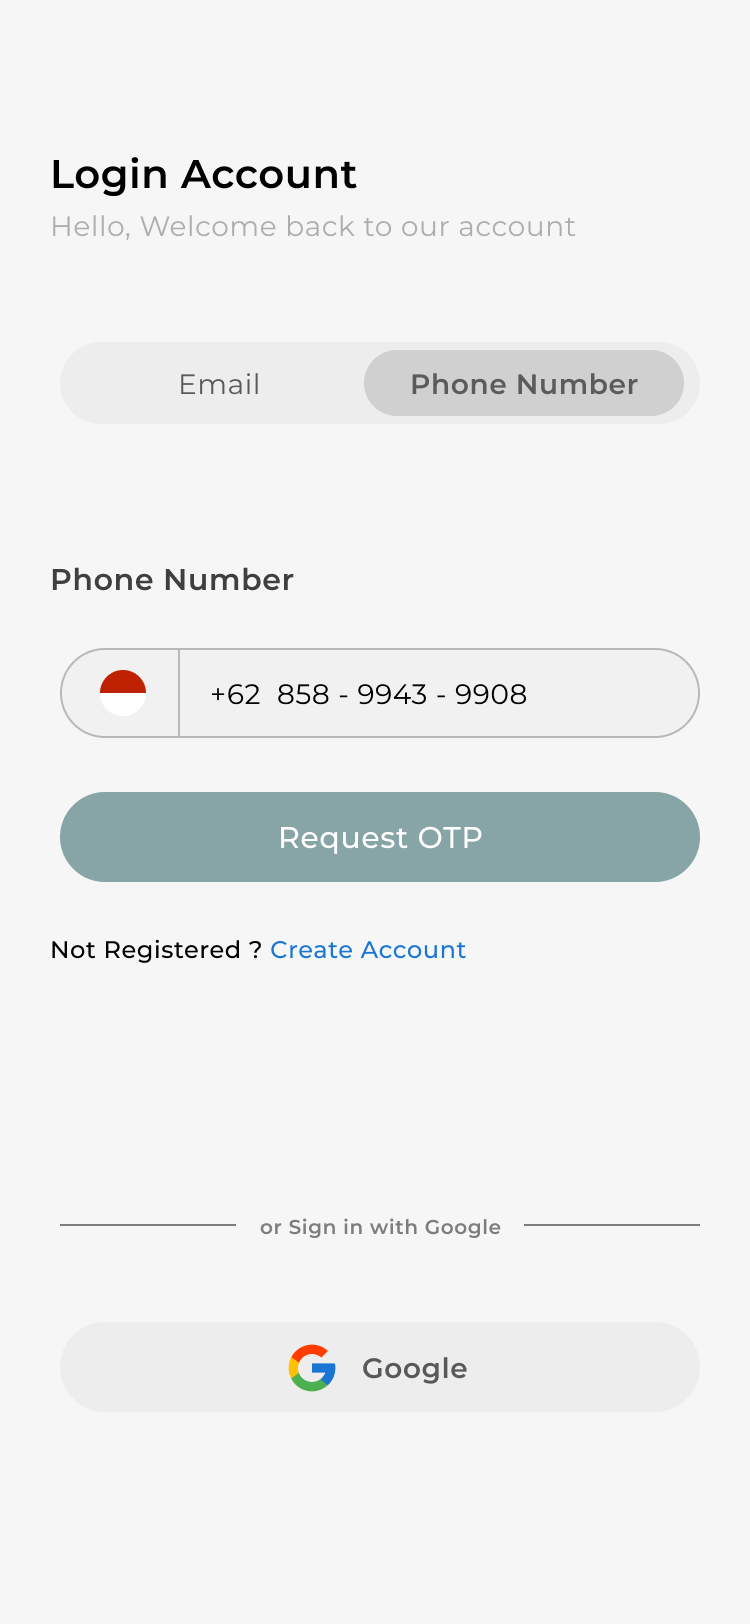 Login Account
Hello, Welcome back to our account
Email
Phone Number
Phone Number
+62  858 - 9943 - 9908
Request OTP
Not Registered ? Create Account
or Sign in with Google
Google